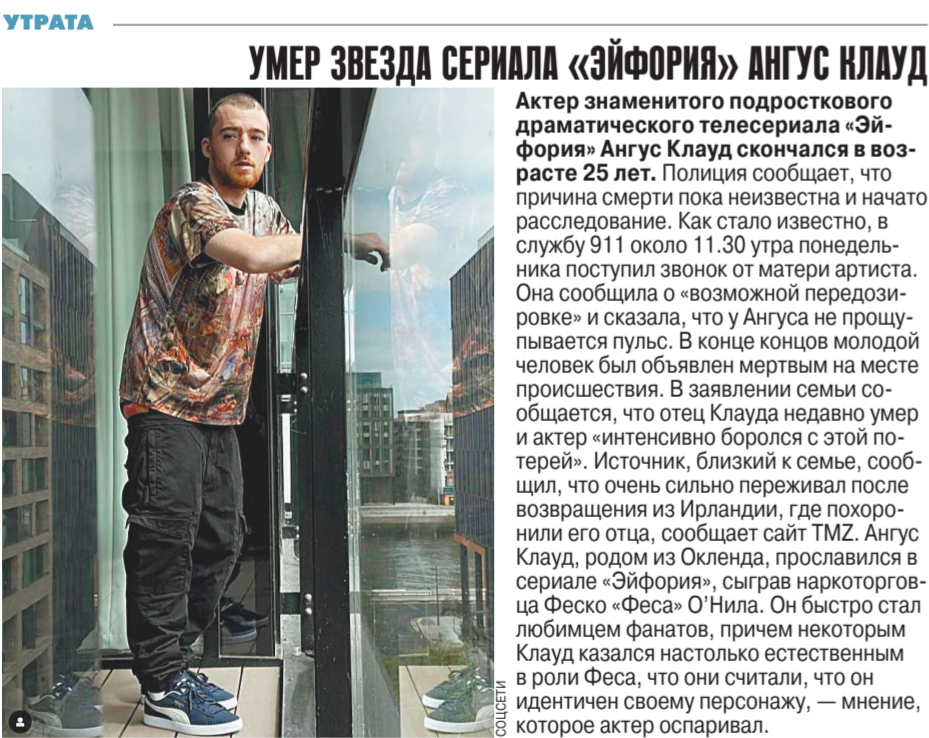 УТРАТА
УМЕР ЗВЕЗДА СЕРИАЛА «ЭЙФОРИЯ» АНГУС КЛАУД
Актер знаменитого подросткового
драматического телесериала «Эй-
фория» Ангус Клауд скончался в воз-
расте 25 лет. Полиция сообщает, что
причина смерти пока неизвестна и начато
расследование. Как стало известно, в
службу 911 около 11.30 утра понедель-
ника поступил звонок от матери артиста.
Она сообщила о «возможной передози-
ровке» и сказала, что у Ангуса не прощу-
пывается пульс. В конце концов молодой
человек был объявлен мертвым на месте
происшествия. В заявлении семьи со-
общается, что отец Клауда недавно умер
и актер «интенсивно боролся с этой по-
терей». Источник, близкий к семье, сооб-
щил, что очень сильно переживал после
возвращения из Ирландии, где похоро-
нили его отца, сообщает сайт TMZ. Ангус
Клауд, родом из Окленда, прославился в
сериале «Эйфория», сыграв наркоторгов-
ца Феско «Феса» О'Нила. Он быстро стал
любимцем фанатов, причем некоторым
Клауд казался настолько естественным
в роли Феса, что они считали, что он
идентичен своему персонажу, — мнение,
которое актер оспаривал.
СОЦСЕТИ